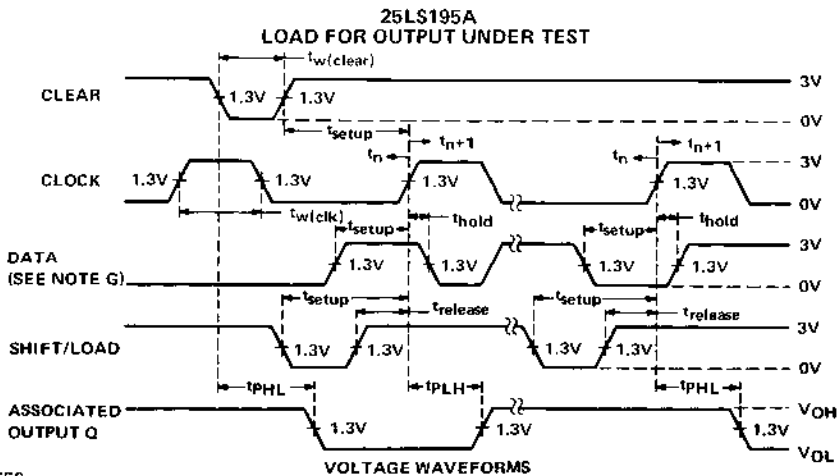 25LS195A
LOAD FOR OUTPUT UNDER TEST
tw(clear)
CLEAR 1.3V 1.3V 3V
0V
tsetup
tn tn+1 tn tn+1
3V
CLOCK 1.3V 1.3V 1.3V 1.3V
0V
tw(clk)
tsetup thold tsetup thold
3V
DATA
(SEE NOTE G) 1.3V 1.3V 1.3V 1.3V
0V
tsetup trelease tsetup trelease
3V
SHIFT/LOAD 1.3V 1.3V 1.3V 1.3V
0V
tPHL tPLH tPHL
ASSOCIATED
OUTPUT Q 1.3V 1.3V 1.3V
VOH
VOL
VOLTAGE WAVEFORMS